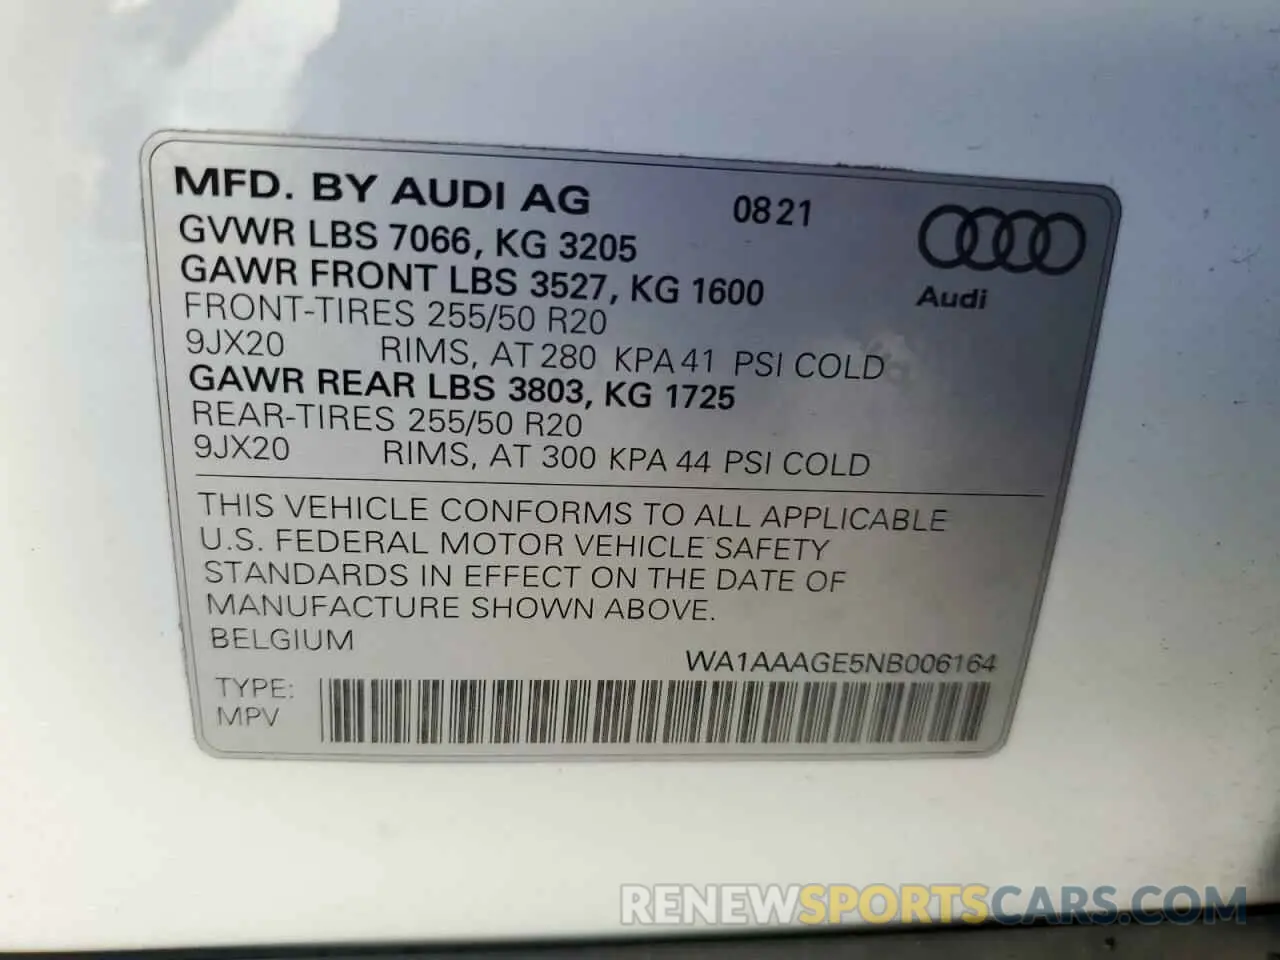 MFD. BY AUDI AG 0821
GVWR LBS 7066, KG 3205
GAWR FRONT LBS 3527, KG 1600
Audi
FRONT-TIRES 255/50 R20
9JX20 RIMS, AT 280 KPA 41 PSI COLD
GAWR REAR LBS 3803, KG 1725
REAR-TIRES 255/50 R20
9JX20 RIMS, AT 300 KPA 44 PSI COLD
THIS VEHICLE CONFORMS TO ALL APPLICABLE
U.S. FEDERAL MOTOR VEHICLE SAFETY
STANDARDS IN EFFECT ON THE DATE OF
MANUFACTURE SHOWN ABOVE.
BELGIUM
WA1AAAGE5NB006164
TYPE:
MPV
RENEWSPORTSCARS.COM